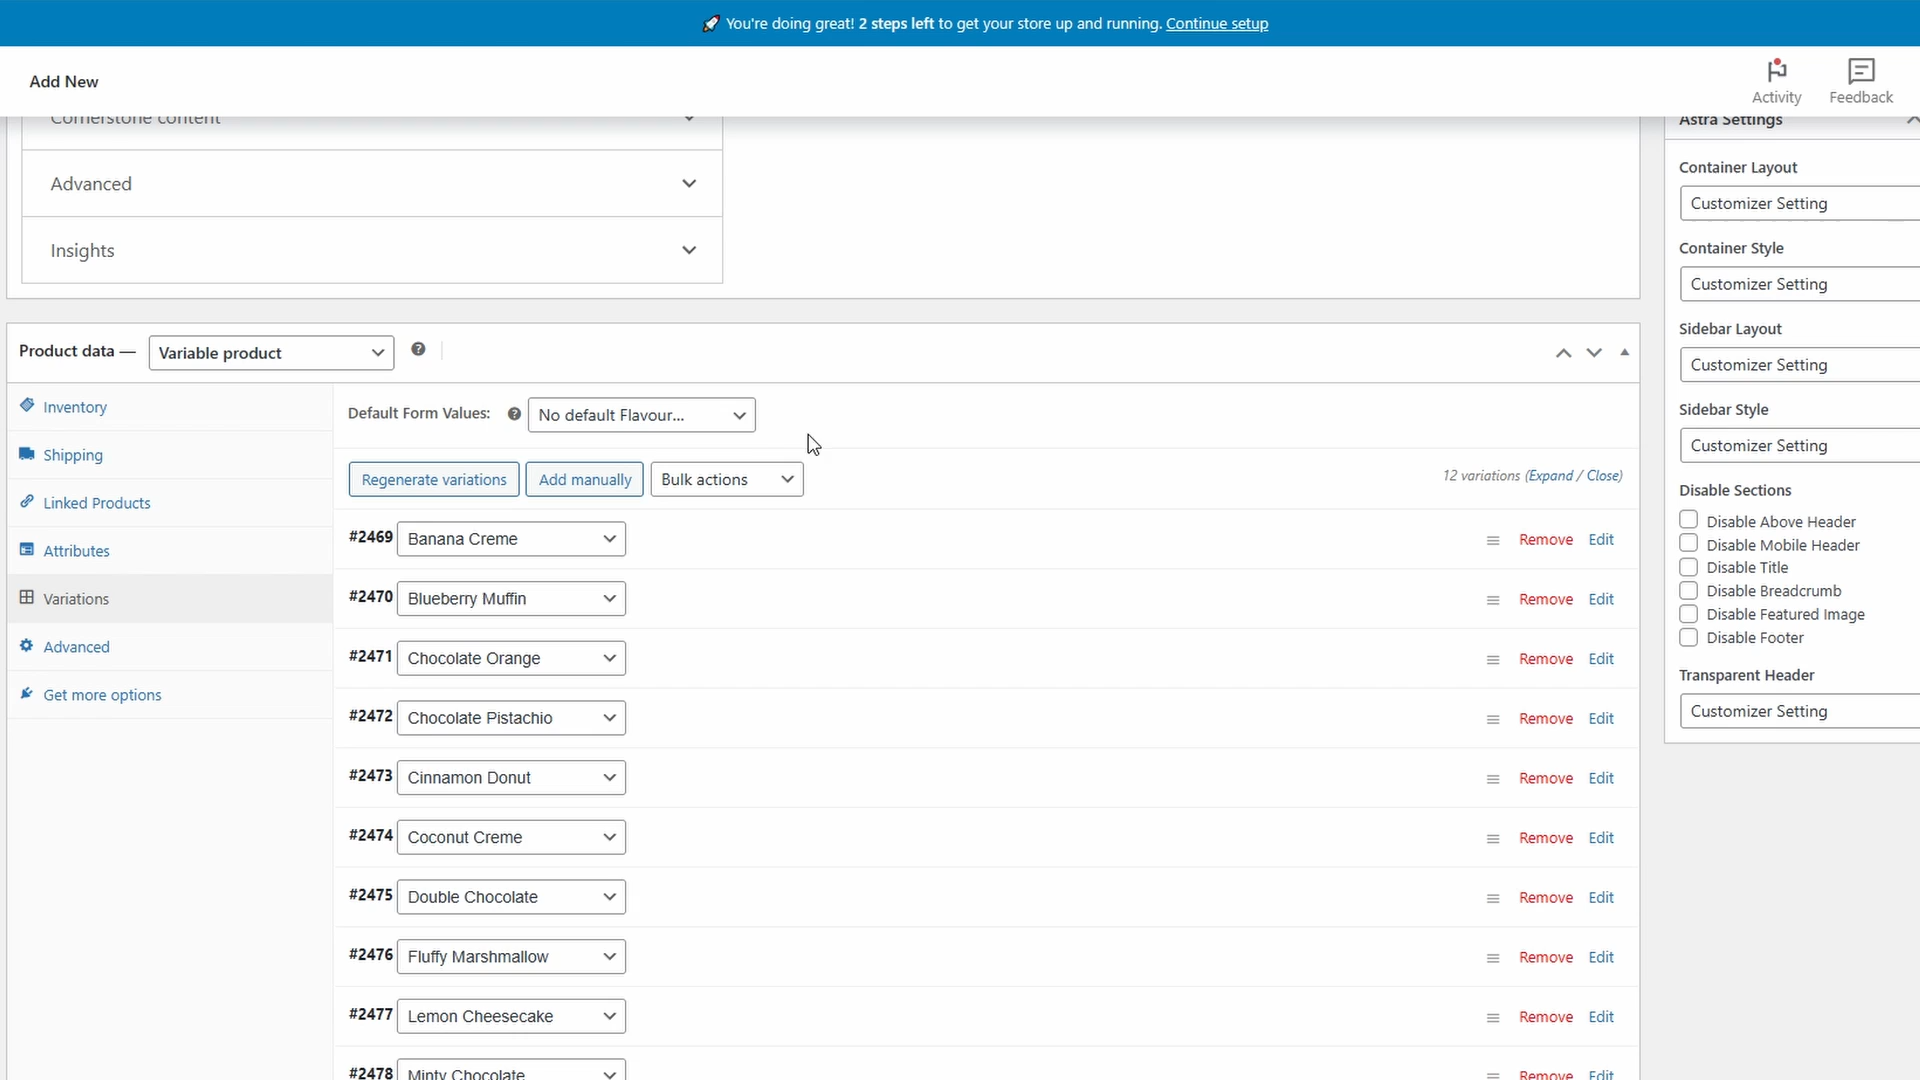 You're doing great! 2 steps left to get your store up and running. Continue setup
Add New
Activity
Feedback
Cornerstone content
Advanced
Insights
Product data — Variable product
Inventory
Shipping
Linked Products
Attributes
Variations
Advanced
Get more options
Default Form Values: No default Flavour...
Regenerate variations Add manually Bulk actions 12 variations (Expand / Close)
#2469 Banana Creme Remove Edit
#2470 Blueberry Muffin Remove Edit
#2471 Chocolate Orange Remove Edit
#2472 Chocolate Pistachio Remove Edit
#2473 Cinnamon Donut Remove Edit
#2474 Coconut Creme Remove Edit
#2475 Double Chocolate Remove Edit
#2476 Fluffy Marshmallow Remove Edit
#2477 Lemon Cheesecake Remove Edit
#2478 Minty Chocolate Remove Edit
Astra Settings
Container Layout
Customizer Setting
Container Style
Customizer Setting
Sidebar Layout
Customizer Setting
Sidebar Style
Customizer Setting
Disable Sections
Disable Above Header
Disable Mobile Header
Disable Title
Disable Breadcrumb
Disable Featured Image
Disable Footer
Transparent Header
Customizer Setting